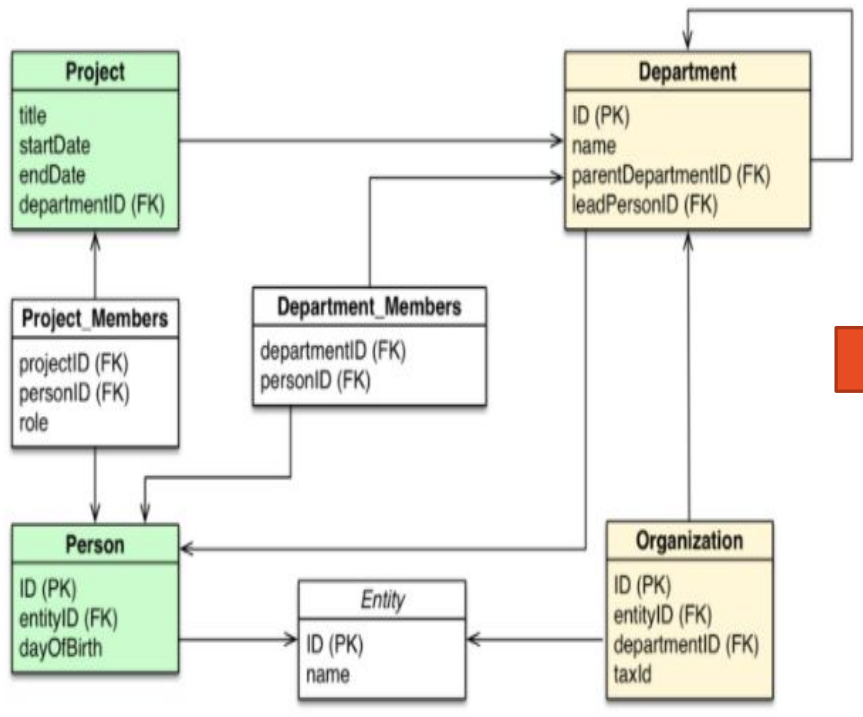 Project
title
startDate
endDate
departmentID (FK)
Department
ID (PK)
name
parentDepartmentID (FK)
leadPersonID (FK)
Project_Members
projectID (FK)
personID (FK)
role
Department_Members
departmentID (FK)
personID (FK)
Person
ID (PK)
entityID (FK)
dayOfBirth
Entity
ID (PK)
name
Organization
ID (PK)
entityID (FK)
departmentID (FK)
taxId